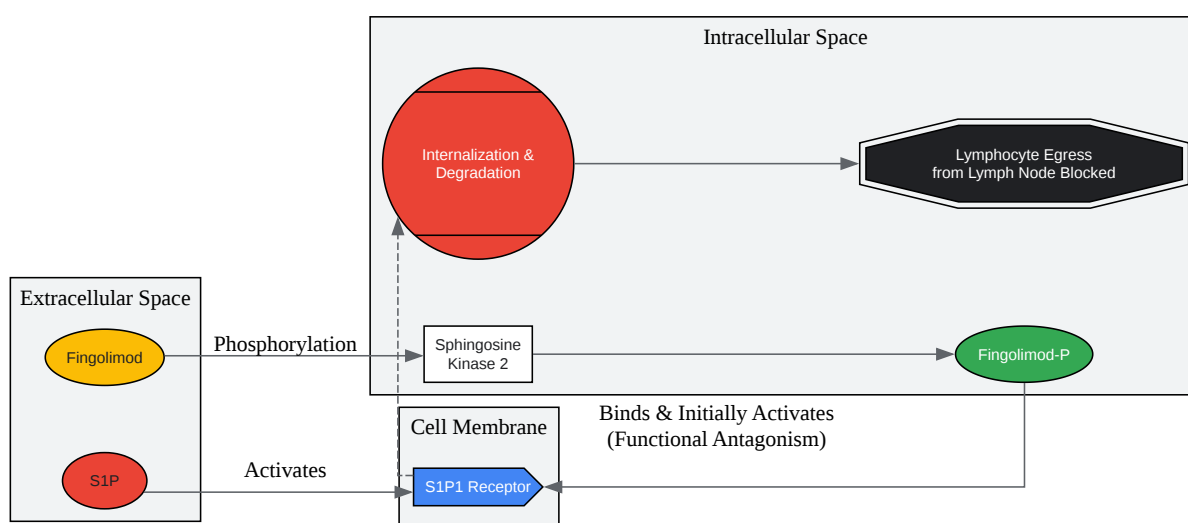 Intracellular Space
Internalization &
Degradation
Lymphocyte Egress
from Lymph Node Blocked
Extracellular Space
Fingolimod
Phosphorylation
Sphingosine
Kinase 2
Fingolimod-P
Binds & Initially Activates
(Functional Antagonism)
Cell Membrane
S1P
Activates
S1P1 Receptor